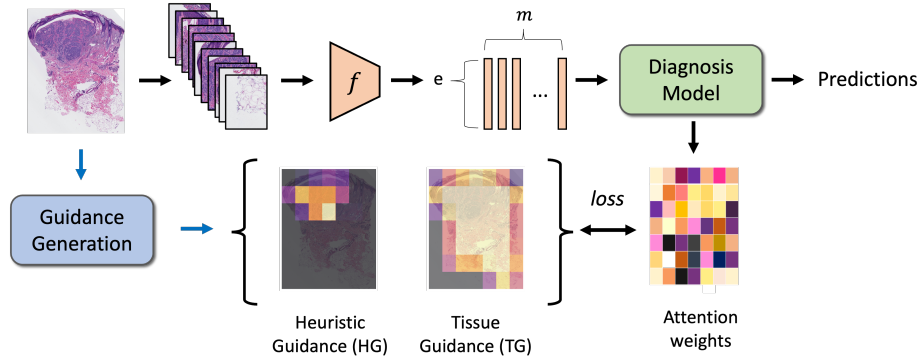 m
f
e
...
Diagnosis
Model
Predictions
Guidance
Generation
loss
Heuristic
Guidance (HG)
Tissue
Guidance (TG)
Attention
weights